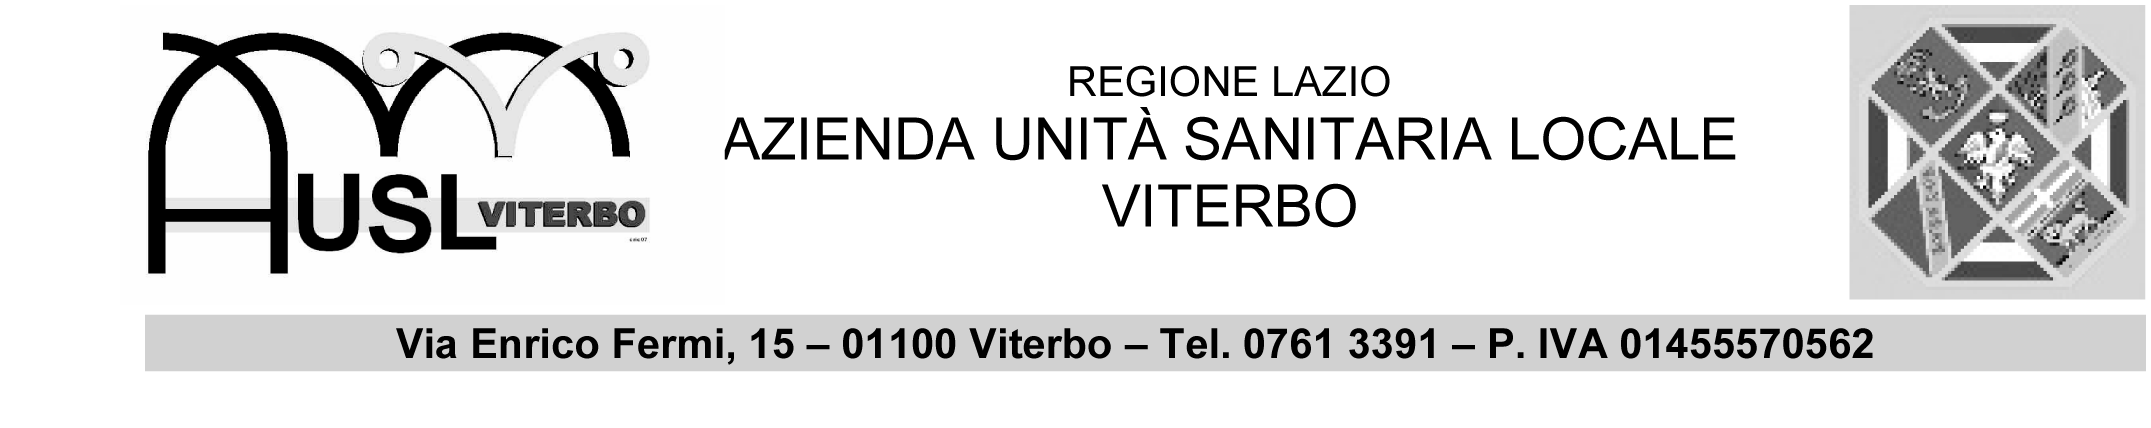 REGIONE LAZIO
AZIENDA UNITÀ SANITARIA LOCALE
VITERBO
AUSL VITERBO
Via Enrico Fermi, 15 – 01100 Viterbo – Tel. 0761 3391 – P. IVA 01455570562